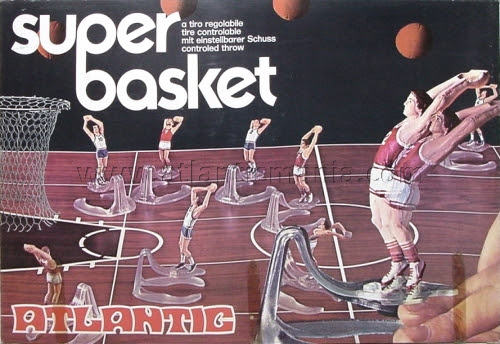 super
basket
a tiro regolabile
tire controlable
mit einstellbarer Schuss
controled throw
ATLANTIC